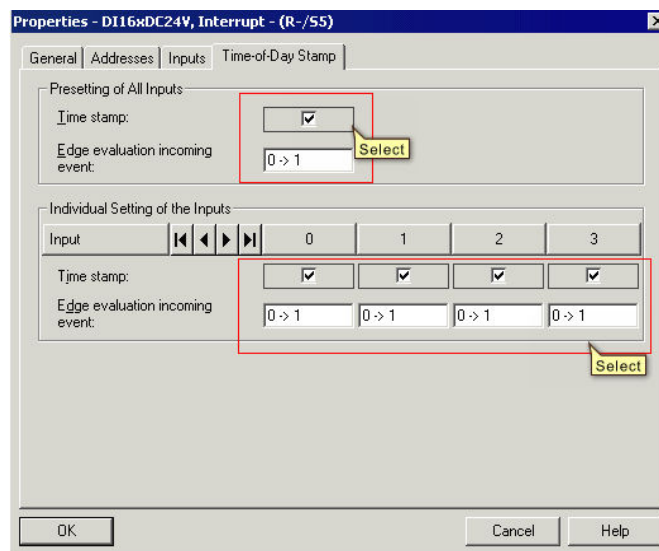 Properties - DI16xDC24V, Interrupt - (R-/S5)
General Addresses Inputs Time-of-Day Stamp
Presetting of All Inputs
Time stamp:
Edge evaluation incoming
event:
0 -> 1
Select
Individual Setting of the Inputs
Input 0 1 2 3
Time stamp:
Edge evaluation incoming
event:
0 -> 1 0 -> 1 0 -> 1 0 -> 1
Select
OK Cancel Help